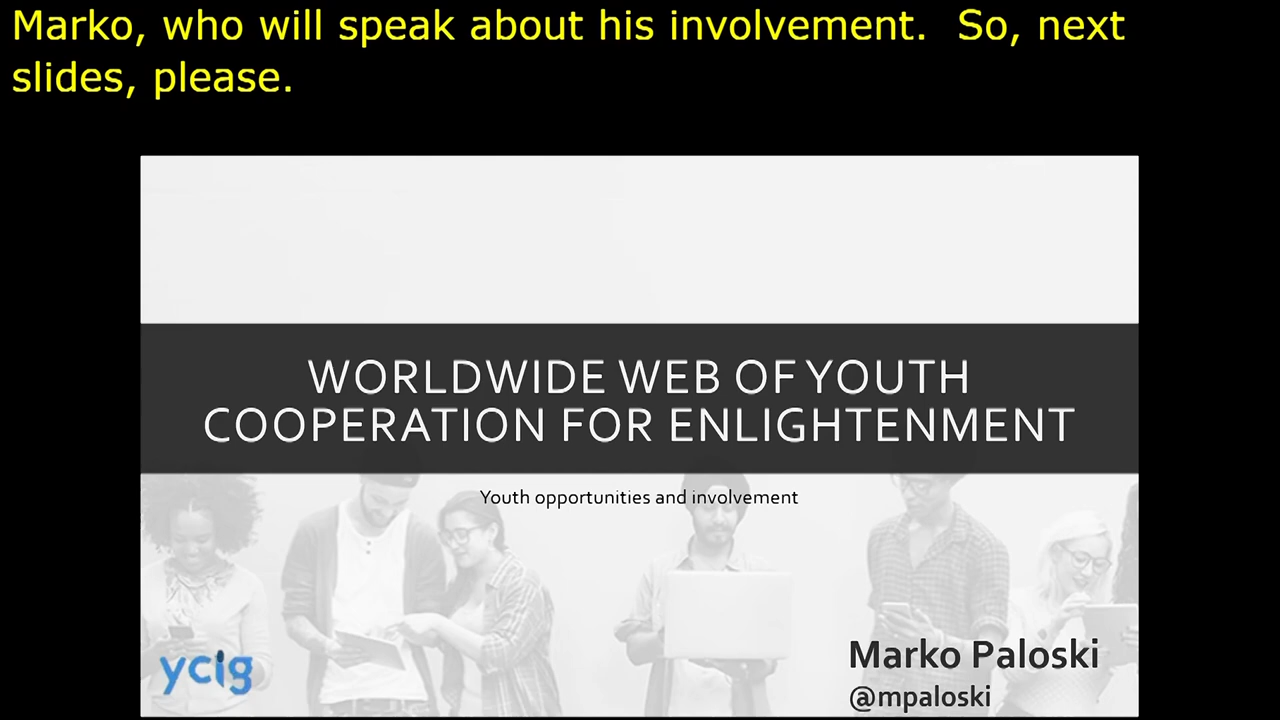 Marko, who will speak about his involvement.  So, next
slides, please.
WORLDWIDE WEB OF YOUTH
COOPERATION FOR ENLIGHTENMENT
Youth opportunities and involvement
ycig
Marko Paloski
@mpaloski